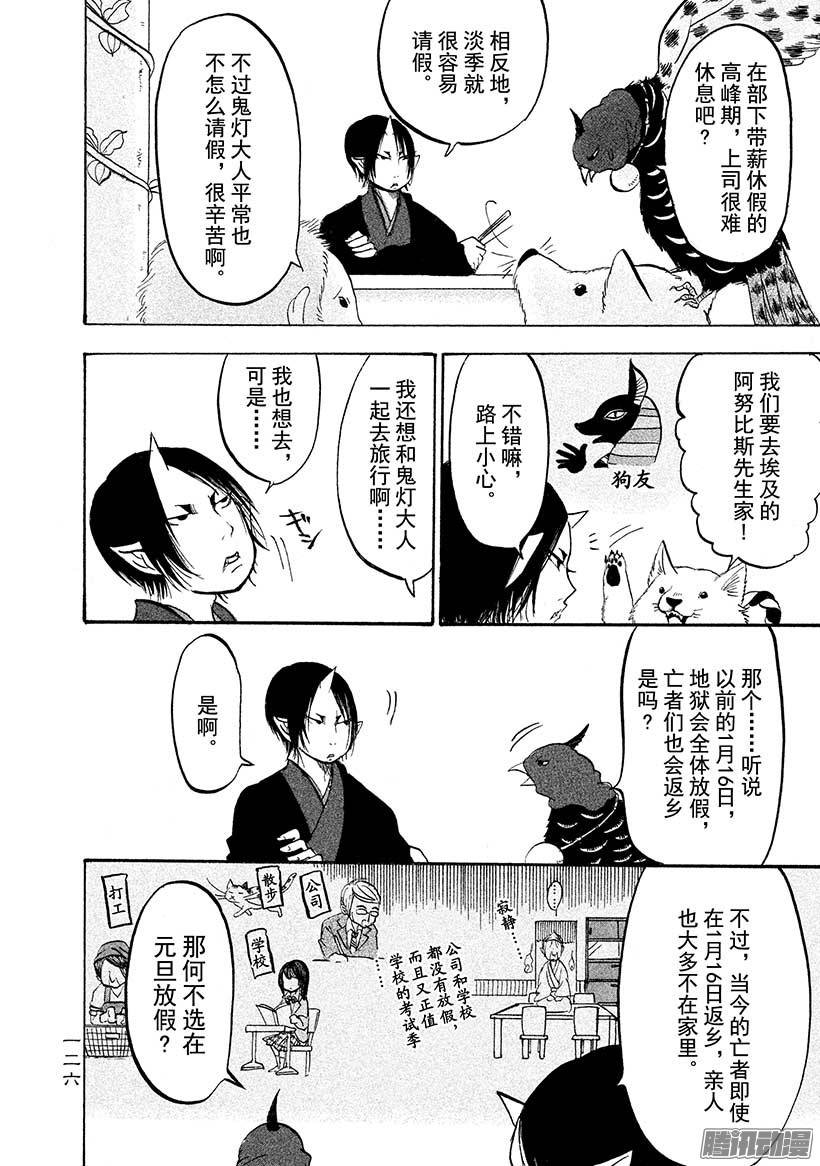 在部下带薪休假的
高峰期，上司很难
休息吧？
相反地，
淡季就
很容易
请假。
不过鬼灯大人平常也
不怎么请假，很辛苦啊。
我们要去埃及的
阿努比斯先生家！
狗友
不错嘛，
路上小心。
我还想和鬼灯大人
一起去旅行啊……
我也想去，
可是……
ギシ
那个……听说
以前的1月16日，
地狱会全体放假，
亡者们也会返乡
是吗？
是啊。
不过，当今的亡者即使
在1月16日返乡，亲人
也大多不在家里。
……
寂静……
公司和学校
都没有放假，
而且又正值
学校的考试季
公司
散步
学校
打工
那何不选在
元旦放假？
一二六
腾讯动漫